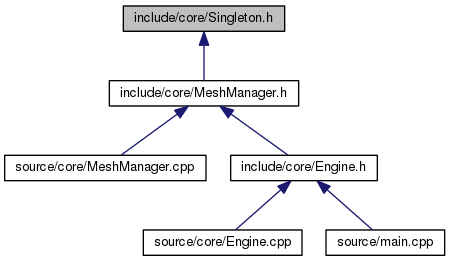 include/core/Singleton.h
include/core/MeshManager.h
source/core/MeshManager.cpp
include/core/Engine.h
source/core/Engine.cpp
source/main.cpp